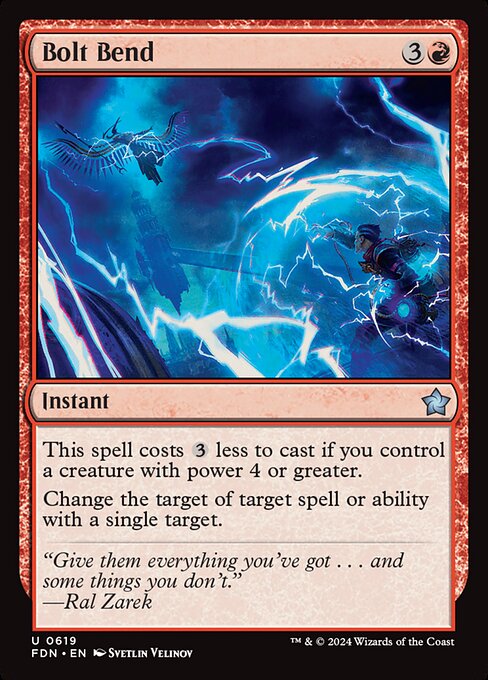 Bolt Bend 3
Instant
This spell costs 3 less to cast if you control
a creature with power 4 or greater.
Change the target of target spell or ability
with a single target.
“Give them everything you’ve got . . . and
some things you don’t.”
—Ral Zarek
U 0619
FDN • EN Svetlin Velinov
™ & © 2024 Wizards of the Coast